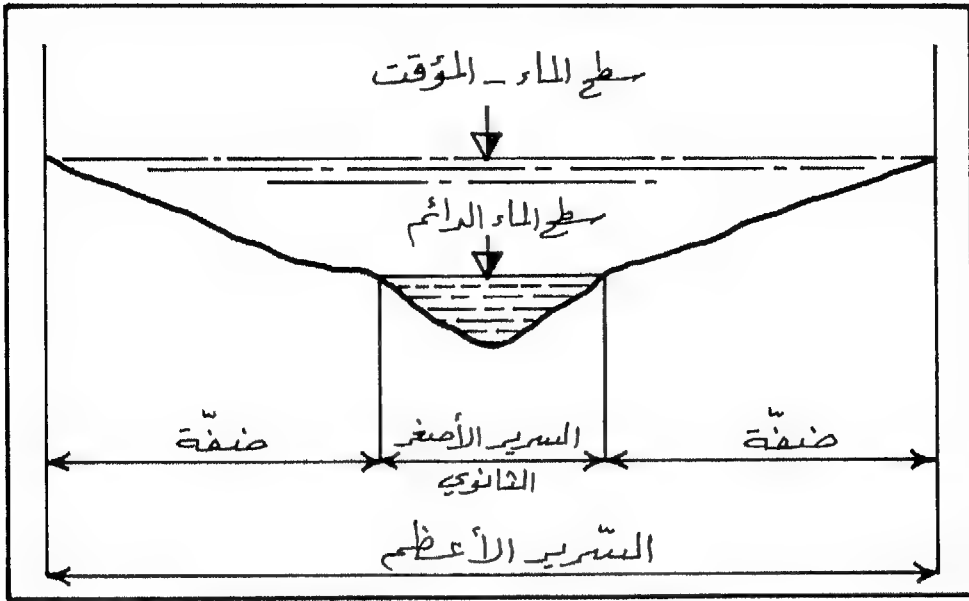 سطح الماء - المؤقت
سطح الماء الدائم
ضفّة
السرير الأصغر
ضفّة
الثانوي
السّرير الأعظم